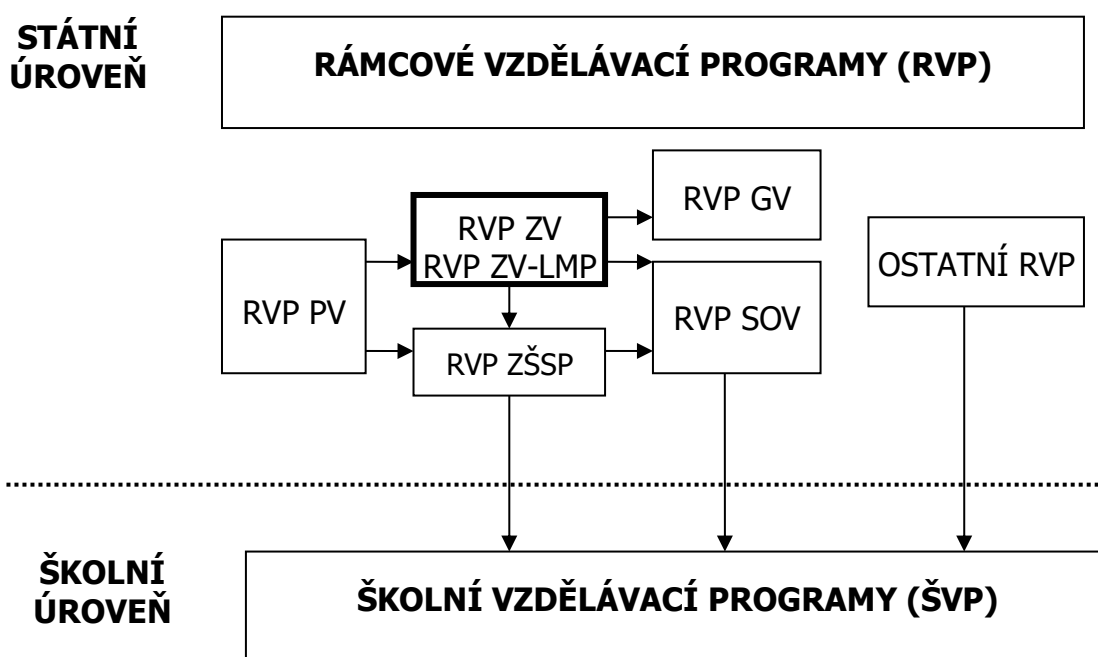 STÁTNÍ
ÚROVEŇ
RÁMCOVÉ VZDĚLÁVACÍ PROGRAMY (RVP)
RVP PV
RVP ZV
RVP ZV-LMP
RVP ZŠSP
RVP GV
RVP SOV
OSTATNÍ RVP
ŠKOLNÍ
ÚROVEŇ
ŠKOLNÍ VZDĚLÁVACÍ PROGRAMY (ŠVP)